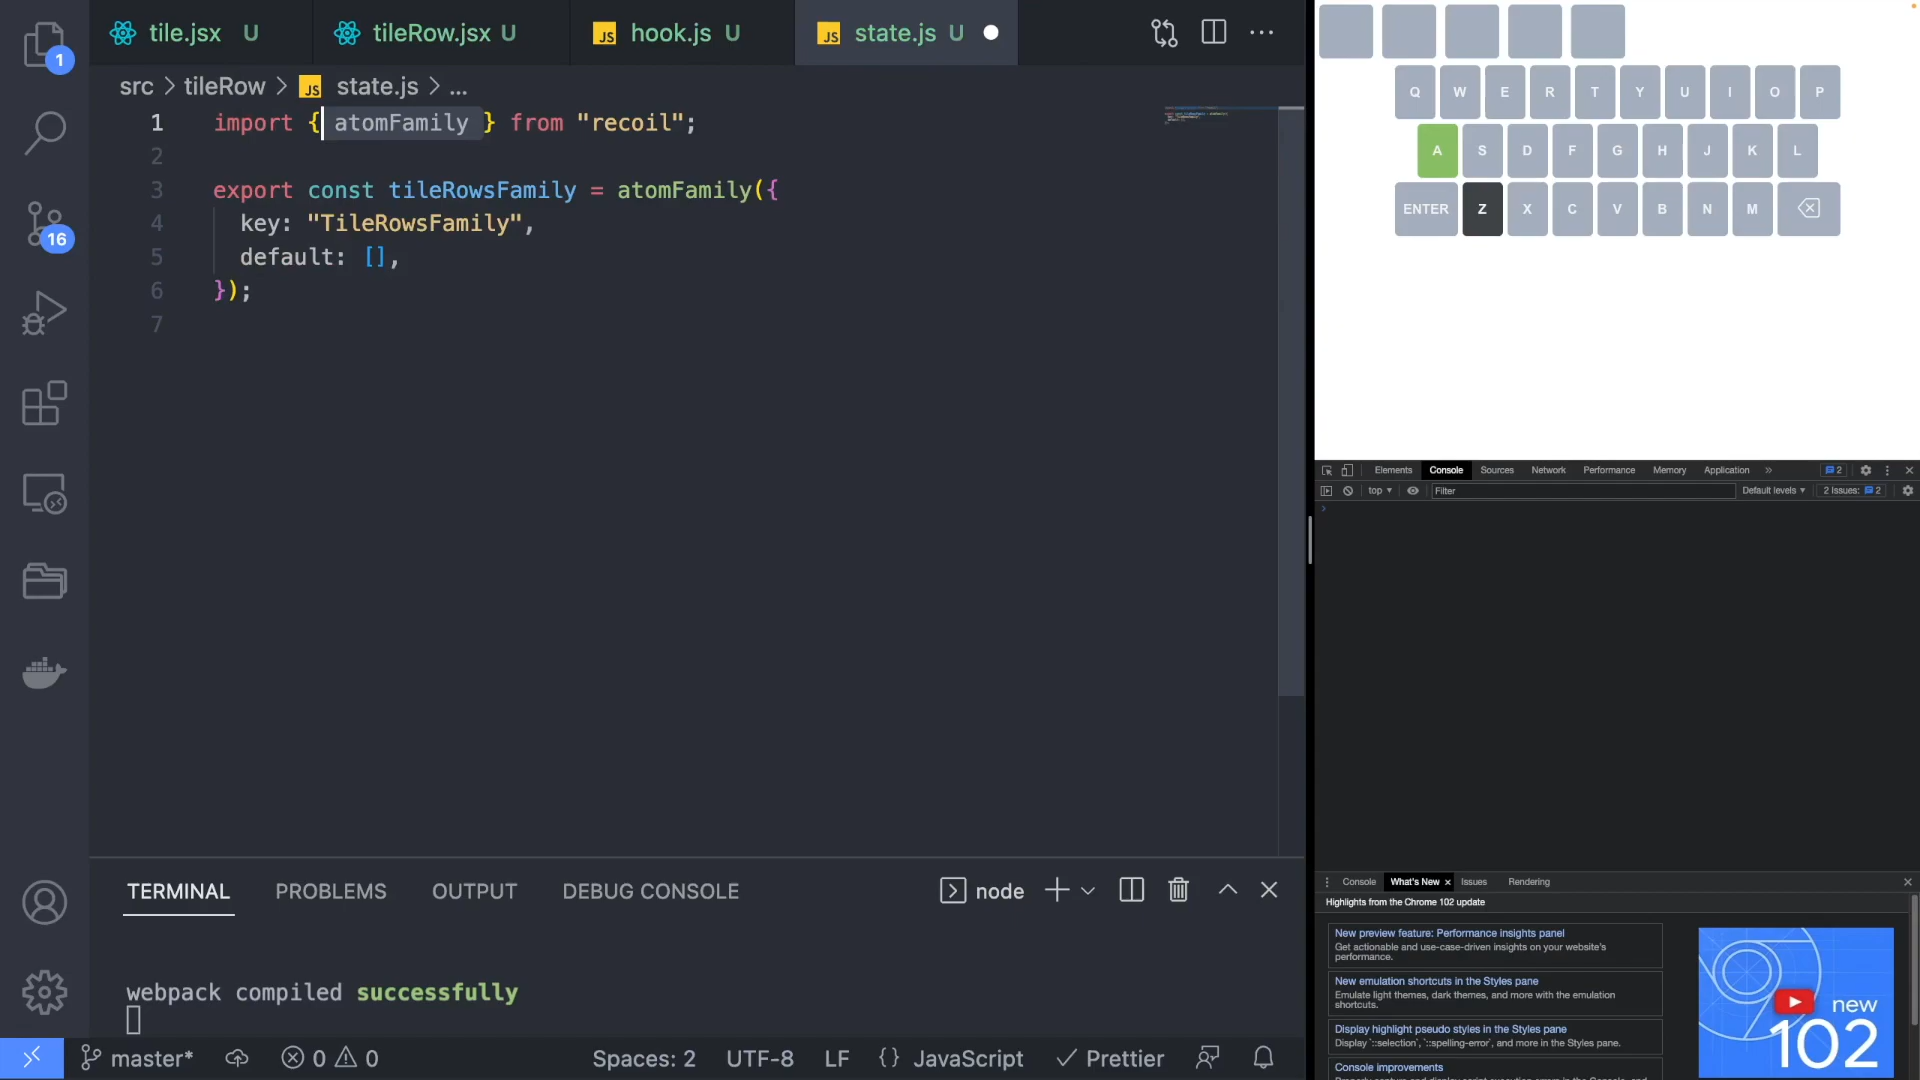 tile.jsx U
tileRow.jsx U
JS hook.js U
JS state.js U
1
16
src > tileRow > JS state.js > ...
1 import { atomFamily } from "recoil";
2
3 export const tileRowsFamily = atomFamily({
4 key: "TileRowsFamily",
5 default: [],
6 });
7
TERMINAL PROBLEMS OUTPUT DEBUG CONSOLE
node
webpack compiled successfully
master* 0 0
Spaces: 2 UTF-8 LF {} JavaScript Prettier
Q W E R T Y U I O P
A S D F G H J K L
ENTER Z X C V B N M
Elements Console Sources Network Performance Memory Application » 2
top Filter Default levels 2 Issues: 2
Console What's New Issues Rendering
Highlights from the Chrome 102 update
New preview feature: Performance insights panel
Get actionable and use-case-driven insights on your website's
performance.
New emulation shortcuts in the Styles pane
Emulate light themes, dark themes, and more with the emulation
shortcuts.
Display highlight pseudo styles in the Styles pane
Display `::selection`, `::spelling-error`, and more in the Styles pane.
Console improvements
new
102